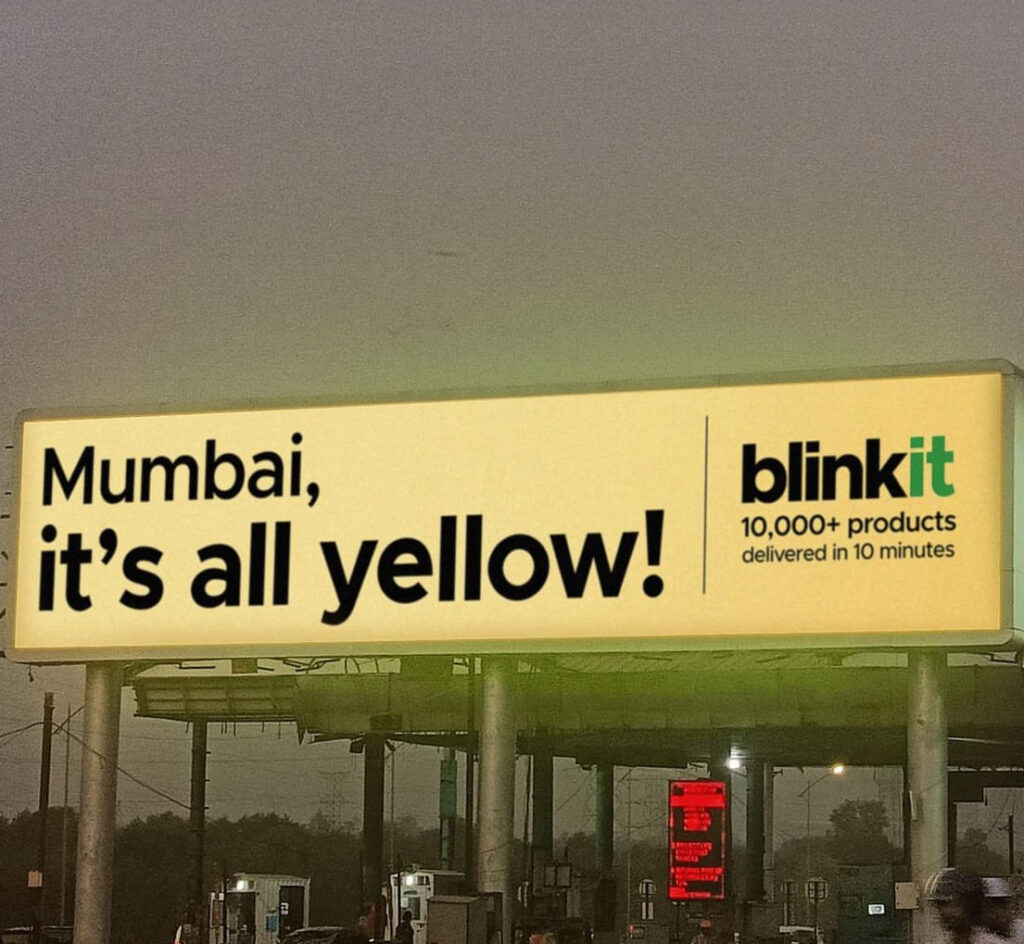 Mumbai,
it's all yellow!
blinkit
10,000+ products
delivered in 10 minutes